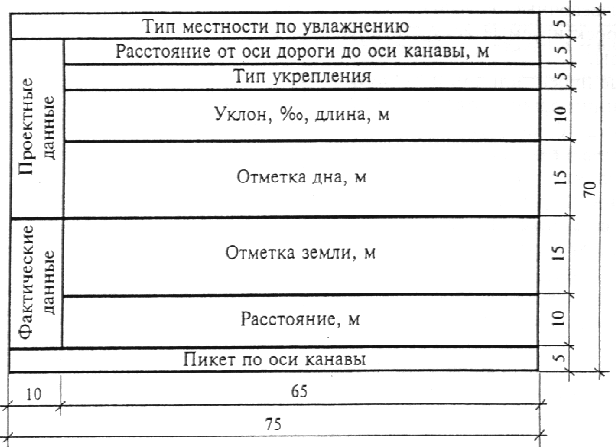 Тип местности по увлажнению
5
Проектные данные
Расстояние от оси дороги до оси канавы, м
5
Тип укрепления
5
Уклон, ‰, длина, м
10
Отметка дна, м
15
70
Фактические данные
Отметка земли, м
15
Расстояние, м
10
Пикет по оси канавы
5
10
65
75